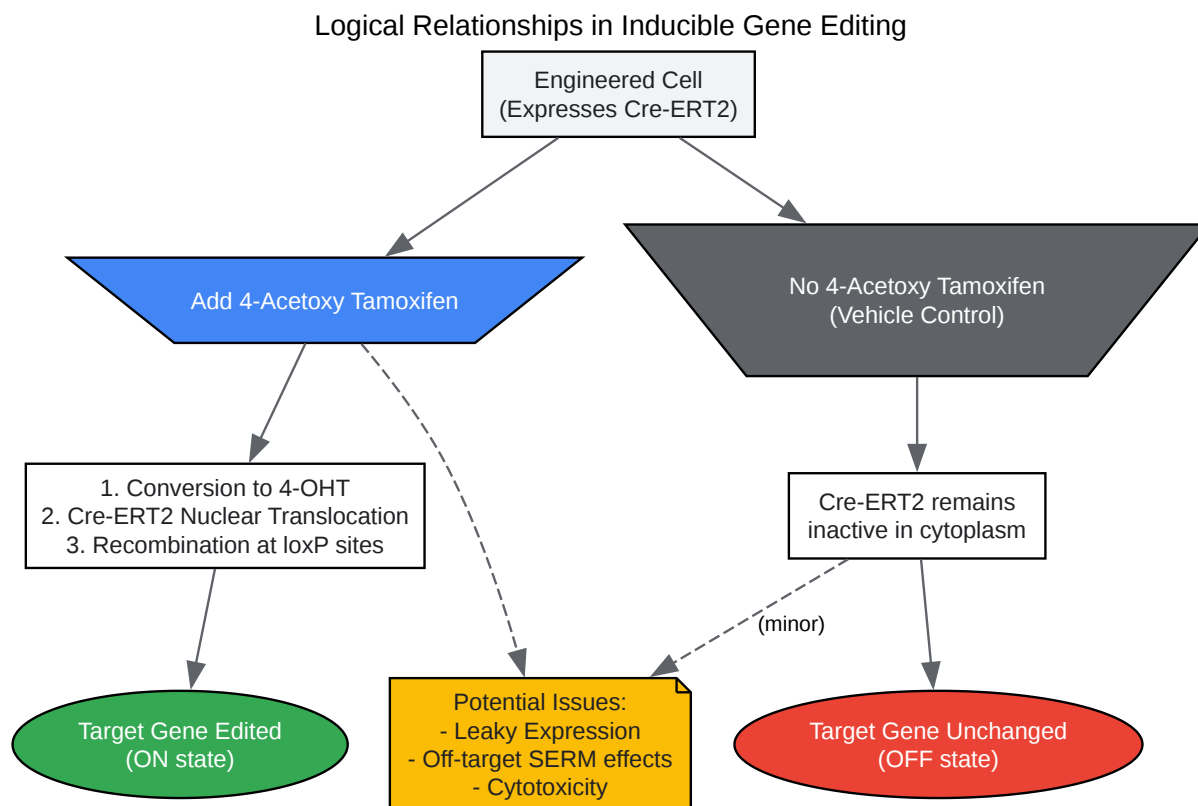 Logical Relationships in Inducible Gene Editing
Engineered Cell
(Expresses Cre-ERT2)
Add 4-Acetoxy Tamoxifen
No 4-Acetoxy Tamoxifen
(Vehicle Control)
1. Conversion to 4-OHT
2. Cre-ERT2 Nuclear Translocation
3. Recombination at loxP sites
Cre-ERT2 remains
inactive in cytoplasm
(minor)
Target Gene Edited
(ON state)
Potential Issues:
- Leaky Expression
- Off-target SERM effects
- Cytotoxicity
Target Gene Unchanged
(OFF state)